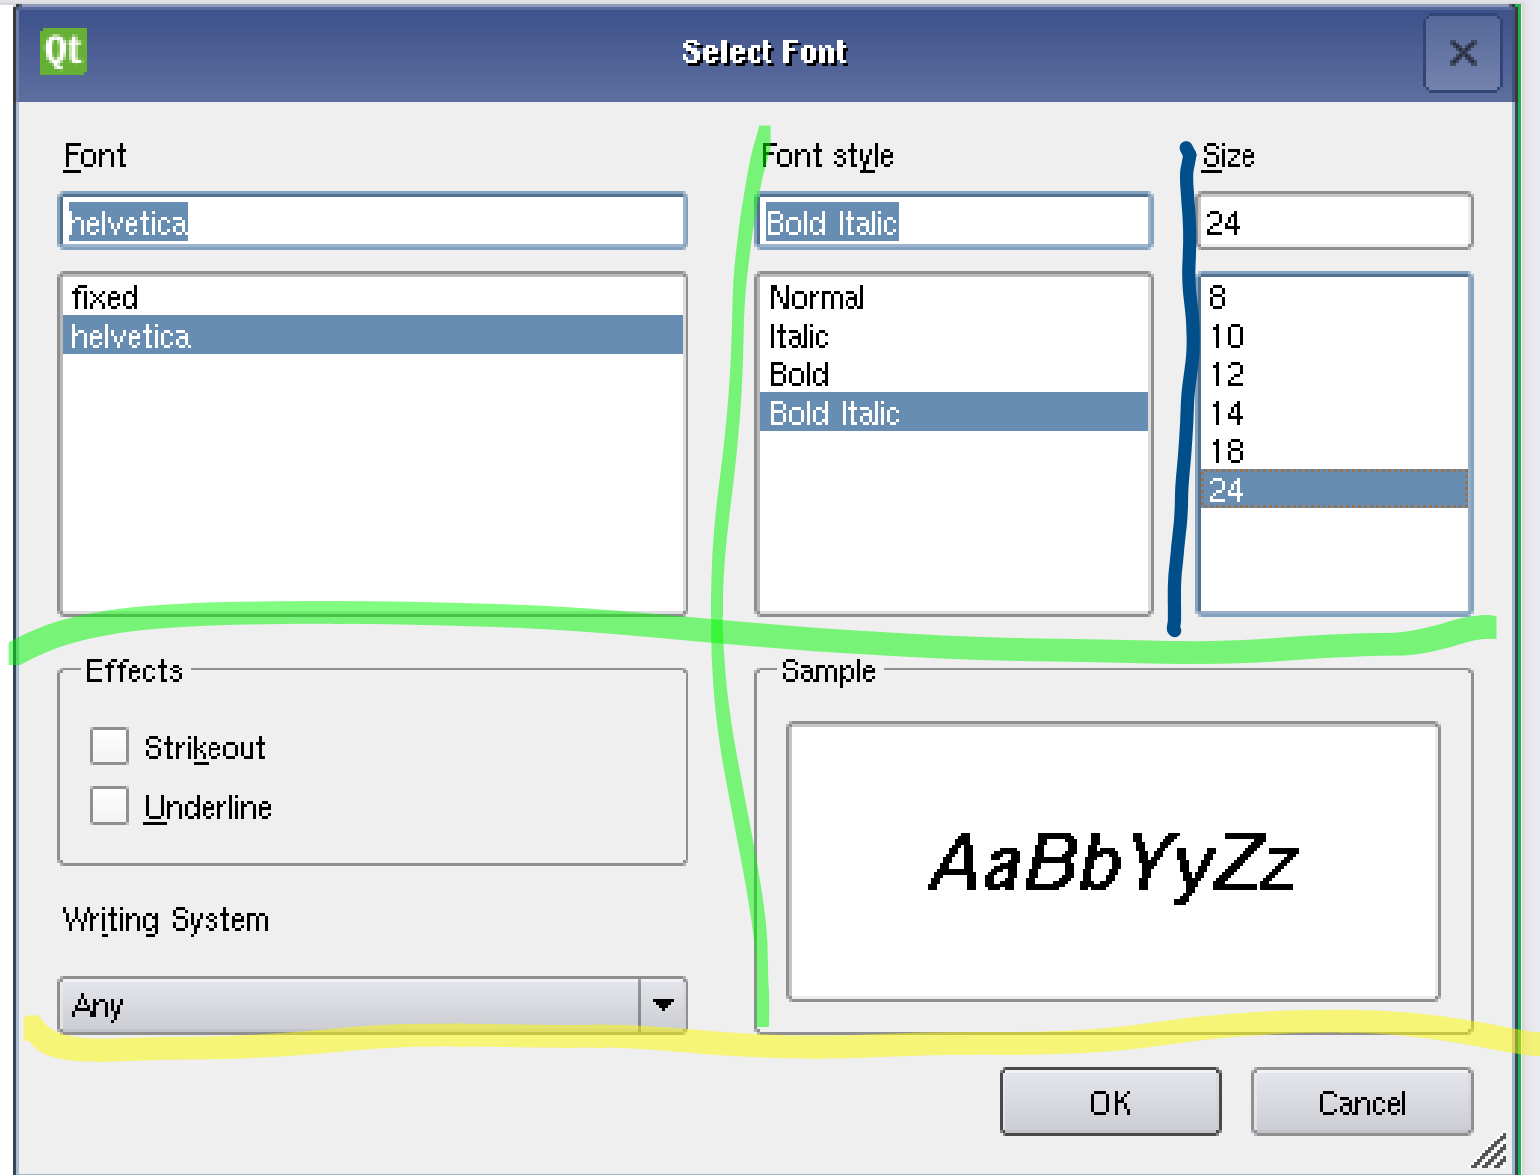 Qt
Select Font
Font
Font style
Size
helvetica
Bold Italic
24
fixed
helvetica
Normal
Italic
Bold
Bold Italic
8
10
12
14
18
24
Effects
Strikeout
Underline
Writing System
Any
Sample
AaBbYyZz
OK
Cancel